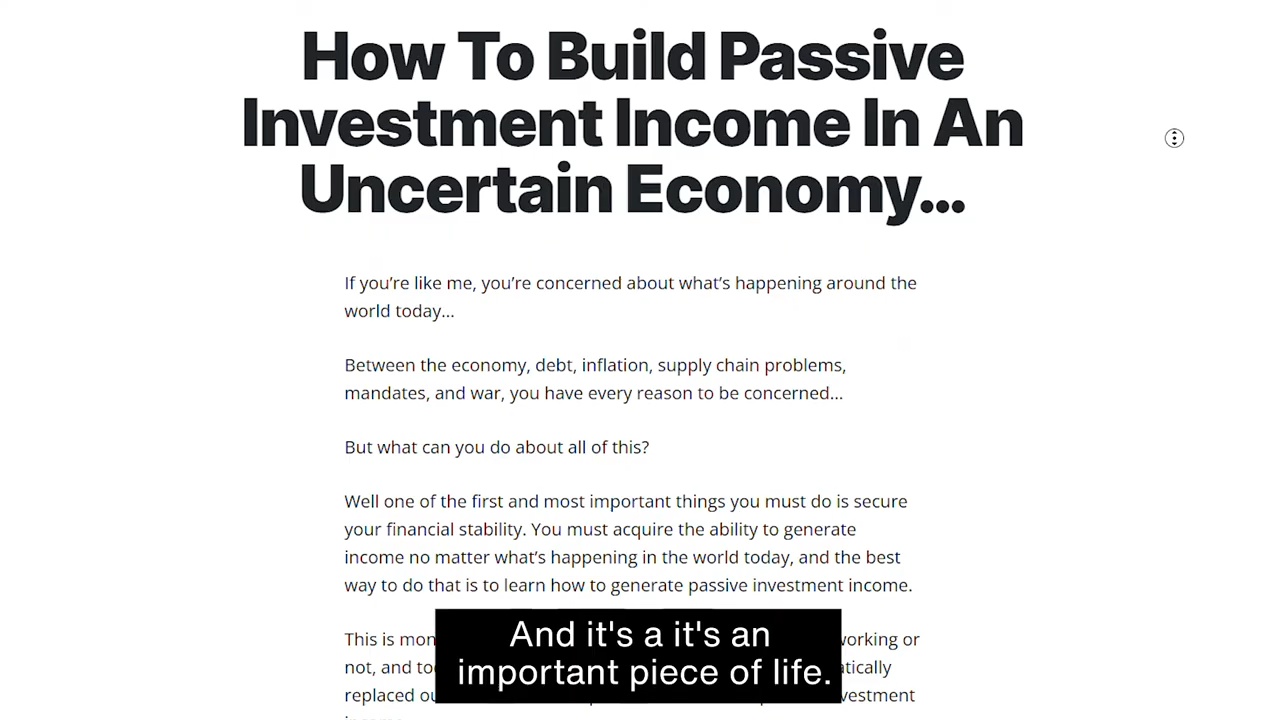 How To Build Passive
Investment Income In An
Uncertain Economy...
If you’re like me, you’re concerned about what’s happening around the
world today...
Between the economy, debt, inflation, supply chain problems,
mandates, and war, you have every reason to be concerned...
But what can you do about all of this?
Well one of the first and most important things you must do is secure
your financial stability. You must acquire the ability to generate
income no matter what’s happening in the world today, and the best
way to do that is to learn how to generate passive investment income.
This is working or
not, and
replaced
And it's a it's an
important piece of life.